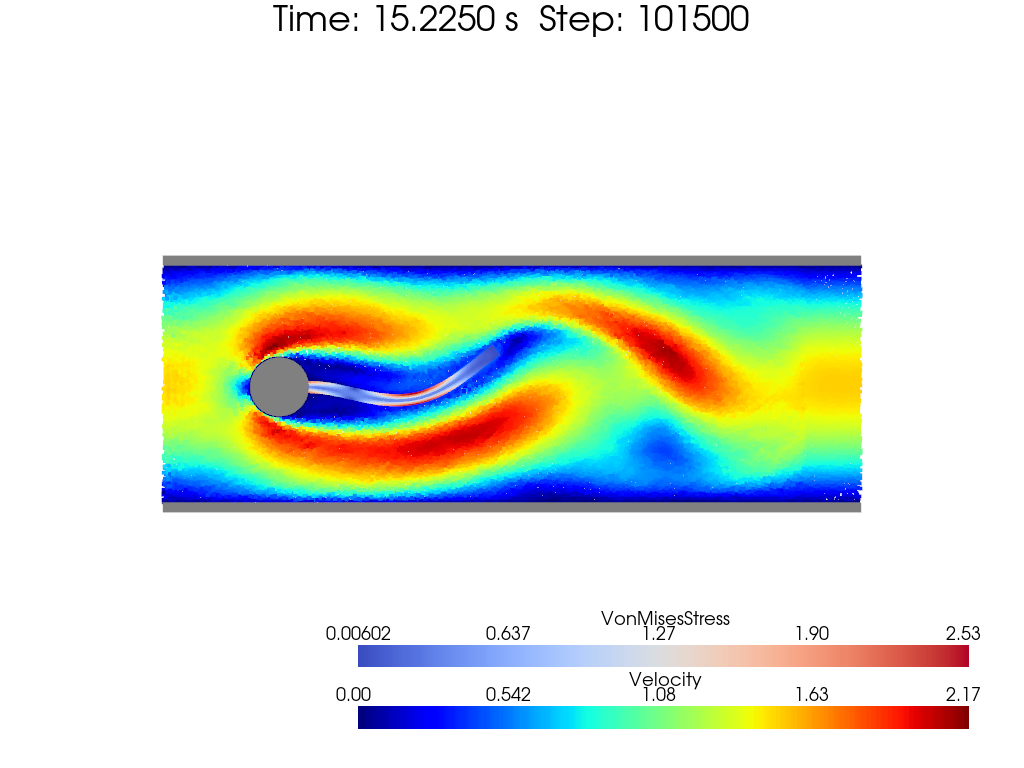 Time: 15.2250 s  Step: 101500
VonMisesStress
0.00602 0.637 1.27 1.90 2.53
Velocity
0.00 0.542 1.08 1.63 2.17